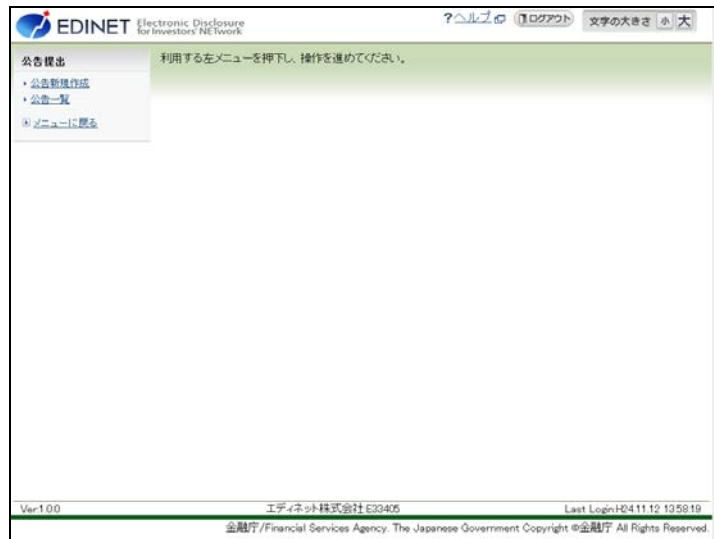 EDINET Electronic Disclosure
for Investors' NETwork
?ヘルプ ログアウト 文字の大きさ 小 大
公告提出
利用する左メニューを押下し、操作を進めてください。
公告新規作成
公告一覧
メニューに戻る
Ver.1.0.0 エディネット株式会社 E33405 Last Login:H24.11.12 13:58:19
金融庁/Financial Services Agency. The Japanese Government Copyright ©金融庁 All Rights Reserved.